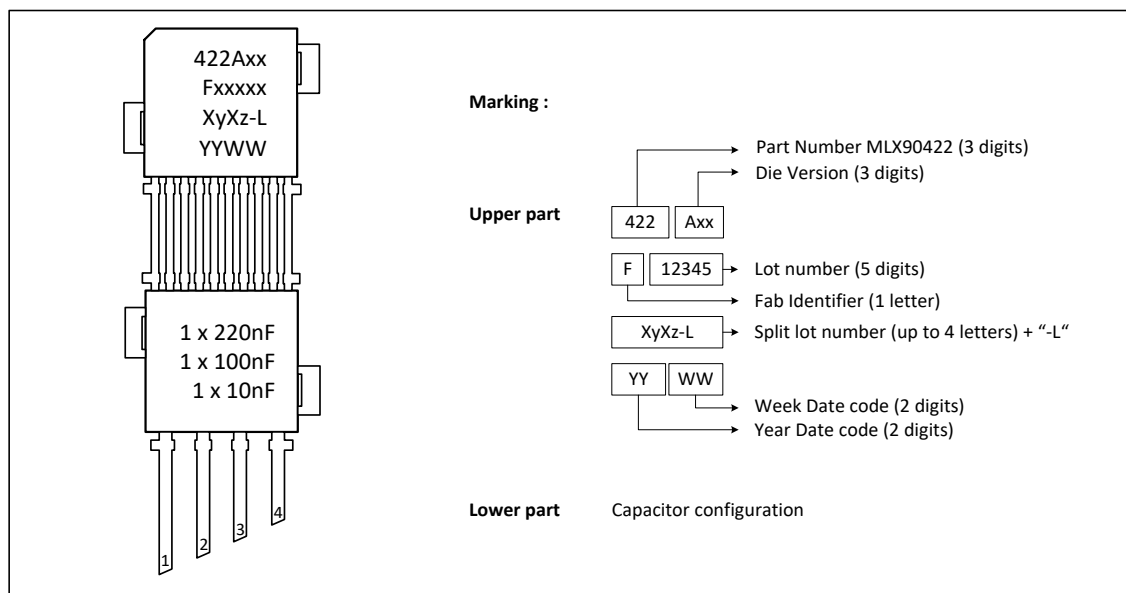 422Axx
Fxxxxx
XyXz-L
YYWW
1 x 220nF
1 x 100nF
1 x 10nF
1
2
3
4
Marking :
Part Number MLX90422 (3 digits)
Die Version (3 digits)
Upper part
422 Axx
F 12345 Lot number (5 digits)
Fab Identifier (1 letter)
XyXz-L Split lot number (up to 4 letters) + “-L“
YY WW
Week Date code (2 digits)
Year Date code (2 digits)
Lower part Capacitor configuration